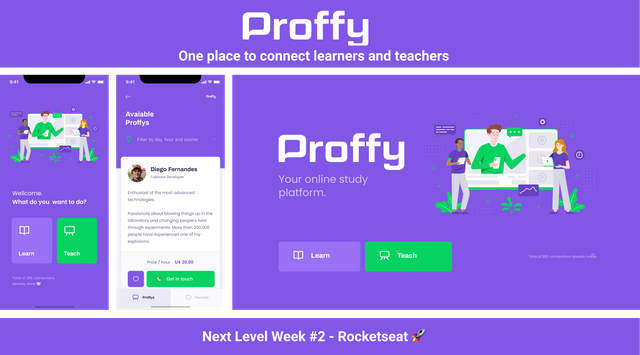 Proffy
One place to connect learners and teachers
9:41
Welcome.
What do you want to do?
Learn
Teach
Total of 285 connections
already done
9:41
Proffy
Avaiable
Proffys
Filter by day, hour and course
Diego Fernandes
Fullstack Developer
Enthusiast of the most advanced
technologies.
Passionate about blowing things up in the
laboratory and changing people's lives
through experiments. More than 200,000
people have experienced one of my
explosions.
Price / hour U$ 20.00
Get in touch
Proffys
Favorites
Proffy
Your online study
platform.
Learn
Teach
Total of 285 connections already done
Next Level Week #2 - Rocketseat 🚀